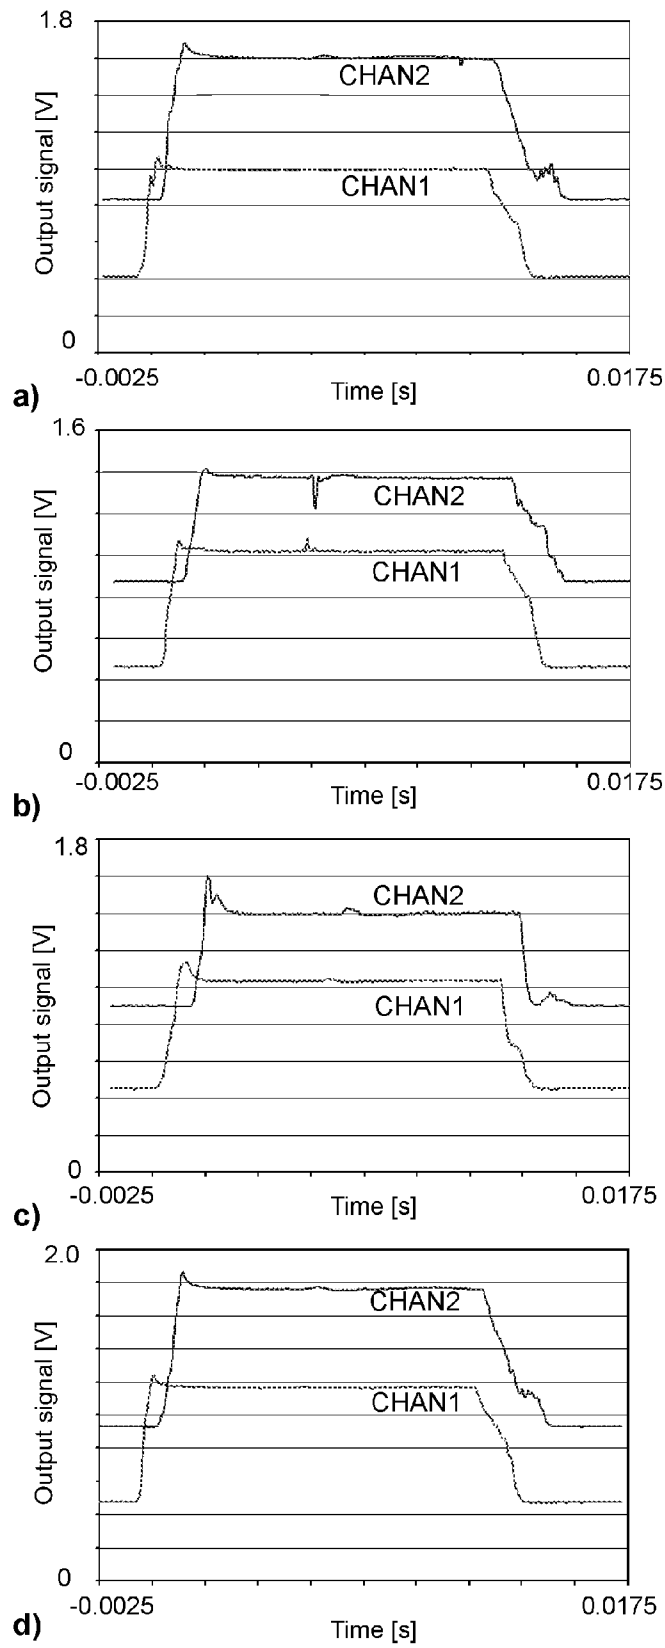 1.8
Output signal [V]
CHAN2
CHAN1
0
-0.0025
Time [s]
0.0175
a)
1.6
Output signal [V]
CHAN2
CHAN1
0
-0.0025
Time [s]
0.0175
b)
1.8
Output signal [V]
CHAN2
CHAN1
0
-0.0025
Time [s]
0.0175
c)
2.0
Output signal [V]
CHAN2
CHAN1
0
-0.0025
Time [s]
0.0175
d)